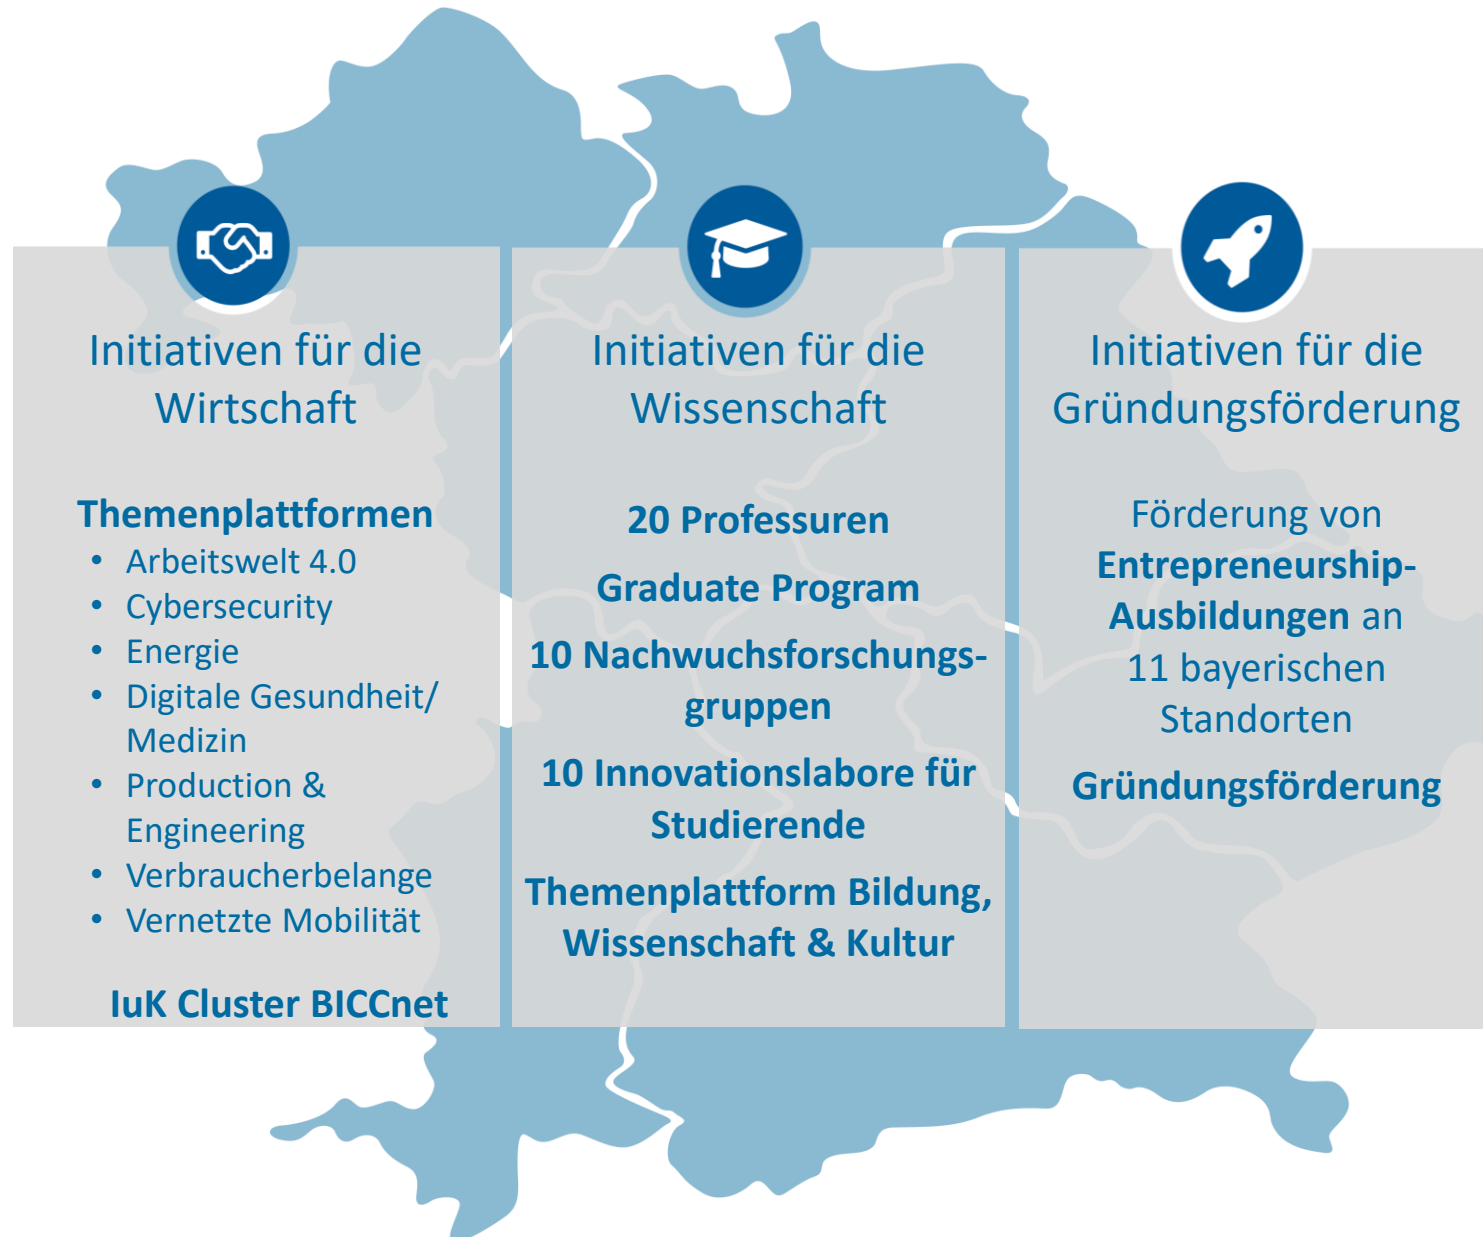 Initiativen für die
Wirtschaft
Themenplattformen
• Arbeitswelt 4.0
• Cybersecurity
• Energie
• Digitale Gesundheit/
Medizin
• Production &
Engineering
• Verbraucherbelange
• Vernetzte Mobilität
IuK Cluster BICCnet
Initiativen für die
Wissenschaft
20 Professuren
Graduate Program
10 Nachwuchsforschungs-
gruppen
10 Innovationslabore für
Studierende
Themenplattform Bildung,
Wissenschaft & Kultur
Initiativen für die
Gründungsförderung
Förderung von
Entrepreneurship-
Ausbildungen an
11 bayerischen
Standorten
Gründungsförderung